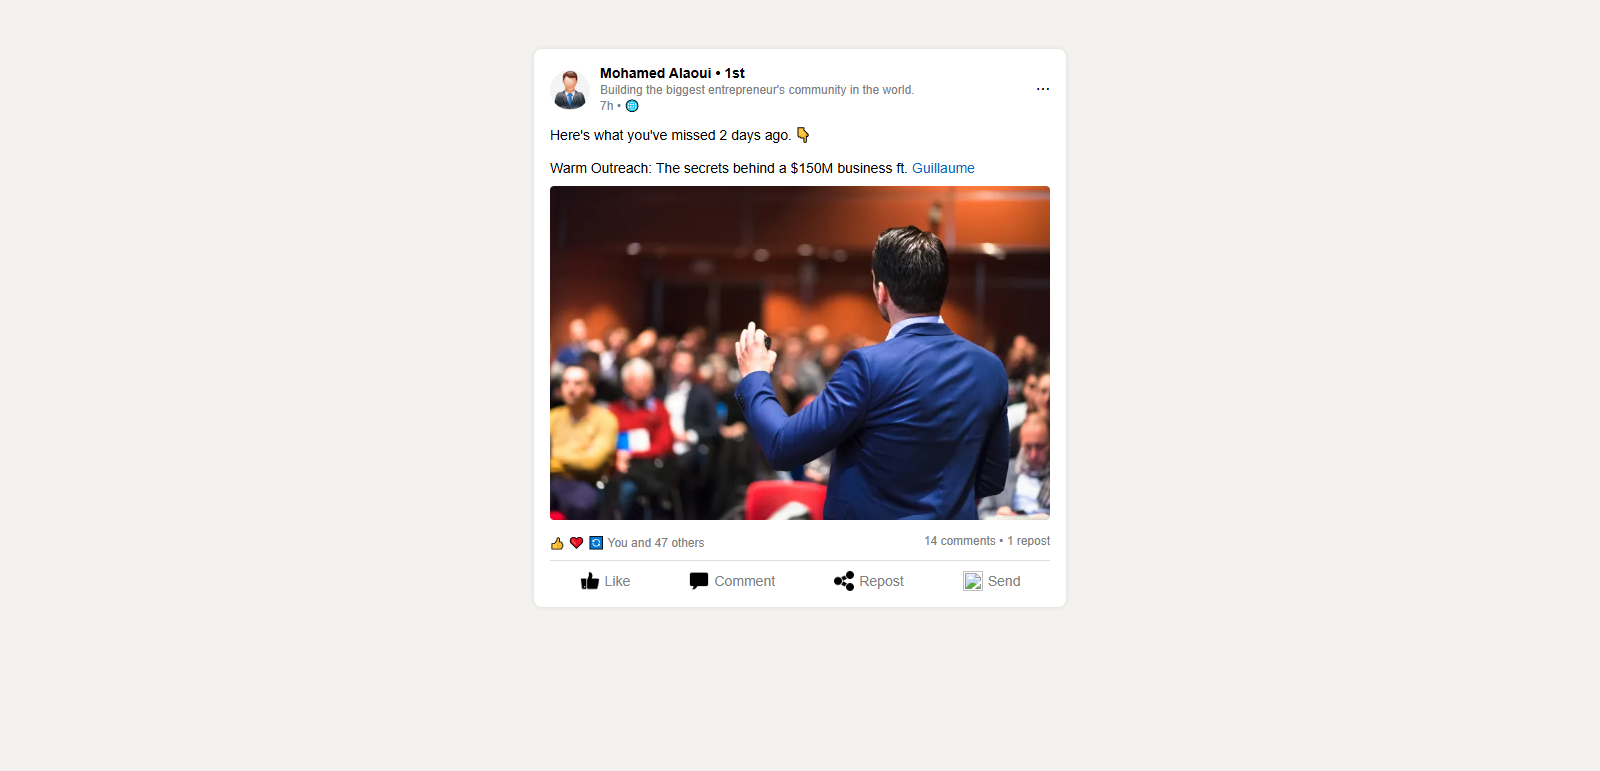 Mohamed Alaoui • 1st
Building the biggest entrepreneur's community in the world.
7h •
Here's what you've missed 2 days ago. 👇
Warm Outreach: The secrets behind a $150M business ft. Guillaume
You and 47 others
14 comments • 1 repost
Like
Comment
Repost
Send